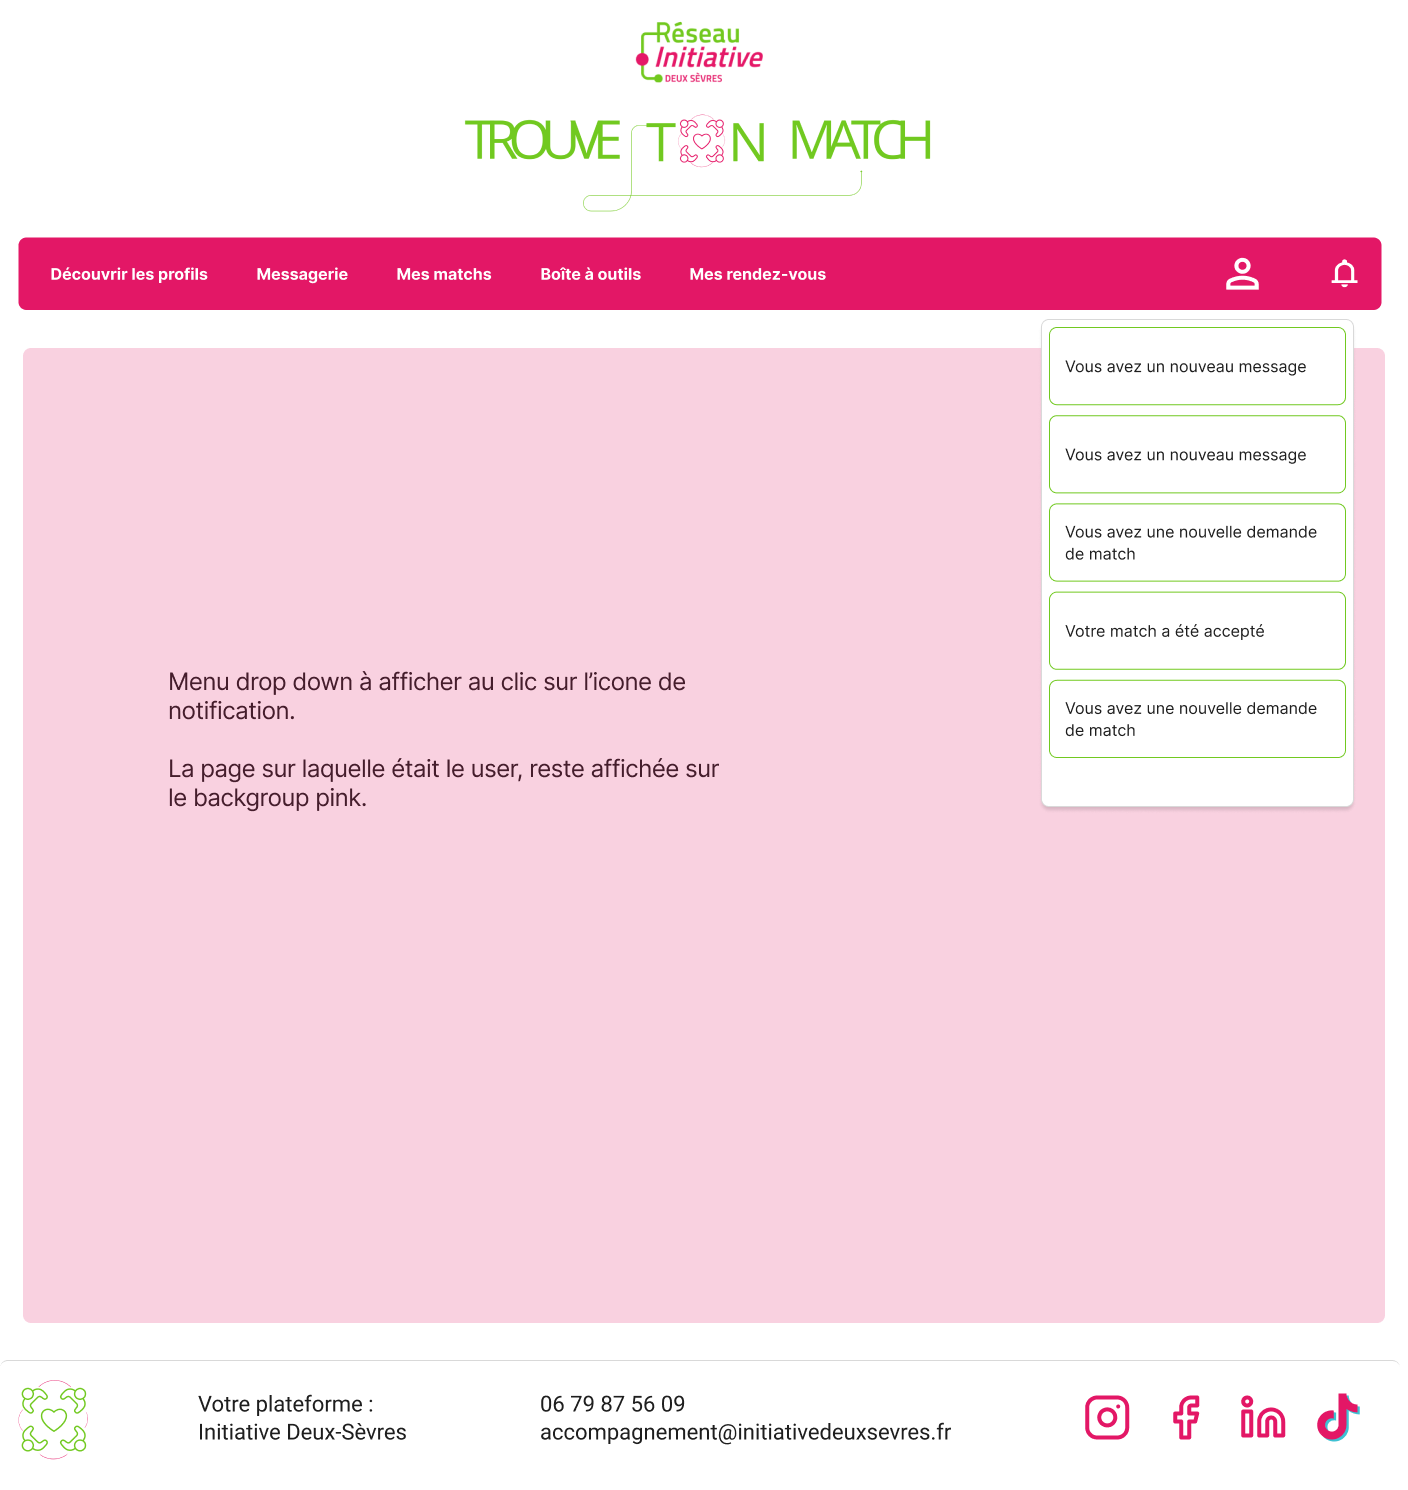 Réseau
Initiative
DEUX SÈVRES
TROUVE TON MATCH
Découvrir les profils Messagerie Mes matchs Boîte à outils Mes rendez-vous
Vous avez un nouveau message
Vous avez un nouveau message
Vous avez une nouvelle demande
de match
Votre match a été accepté
Vous avez une nouvelle demande
de match
Menu drop down à afficher au clic sur l’icone de
notification.
La page sur laquelle était le user, reste affichée sur
le backgroup pink.
Votre plateforme :
Initiative Deux-Sèvres
06 79 87 56 09
accompagnement@initiativedeuxsevres.fr